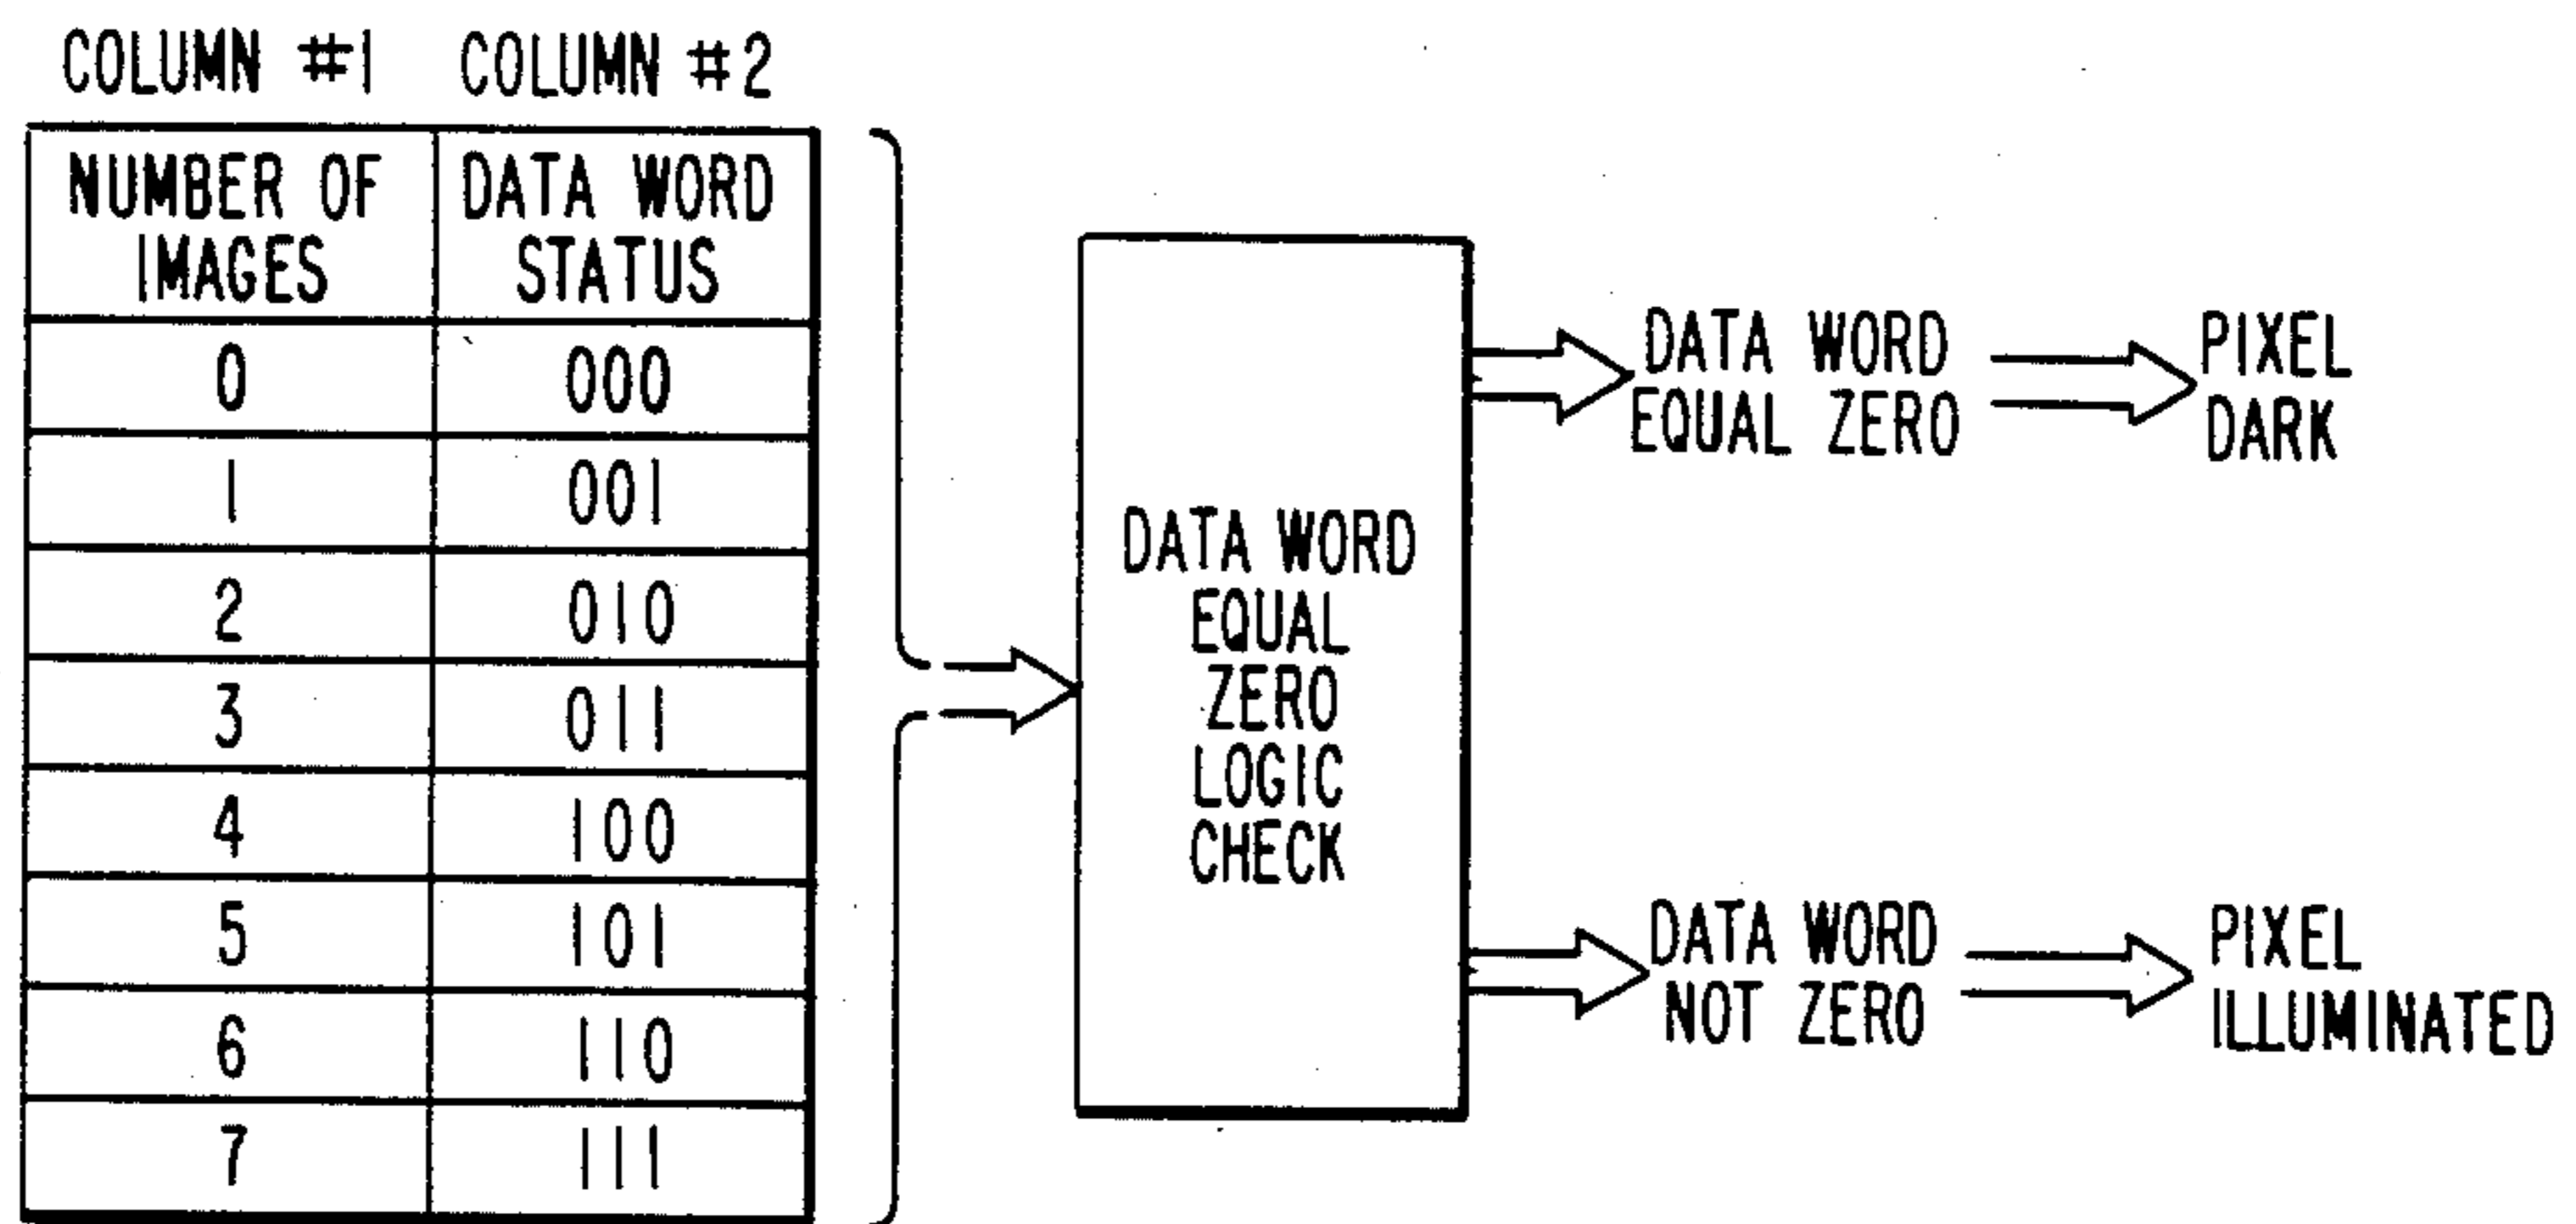 COLUMN #1 COLUMN #2
NUMBER OF IMAGES DATA WORD STATUS
0 000
1 001
2 010
3 011
4 100
5 101
6 110
7 111
DATA WORD
EQUAL
ZERO
LOGIC
CHECK
DATA WORD
EQUAL ZERO
PIXEL
DARK
DATA WORD
NOT ZERO
PIXEL
ILLUMINATED